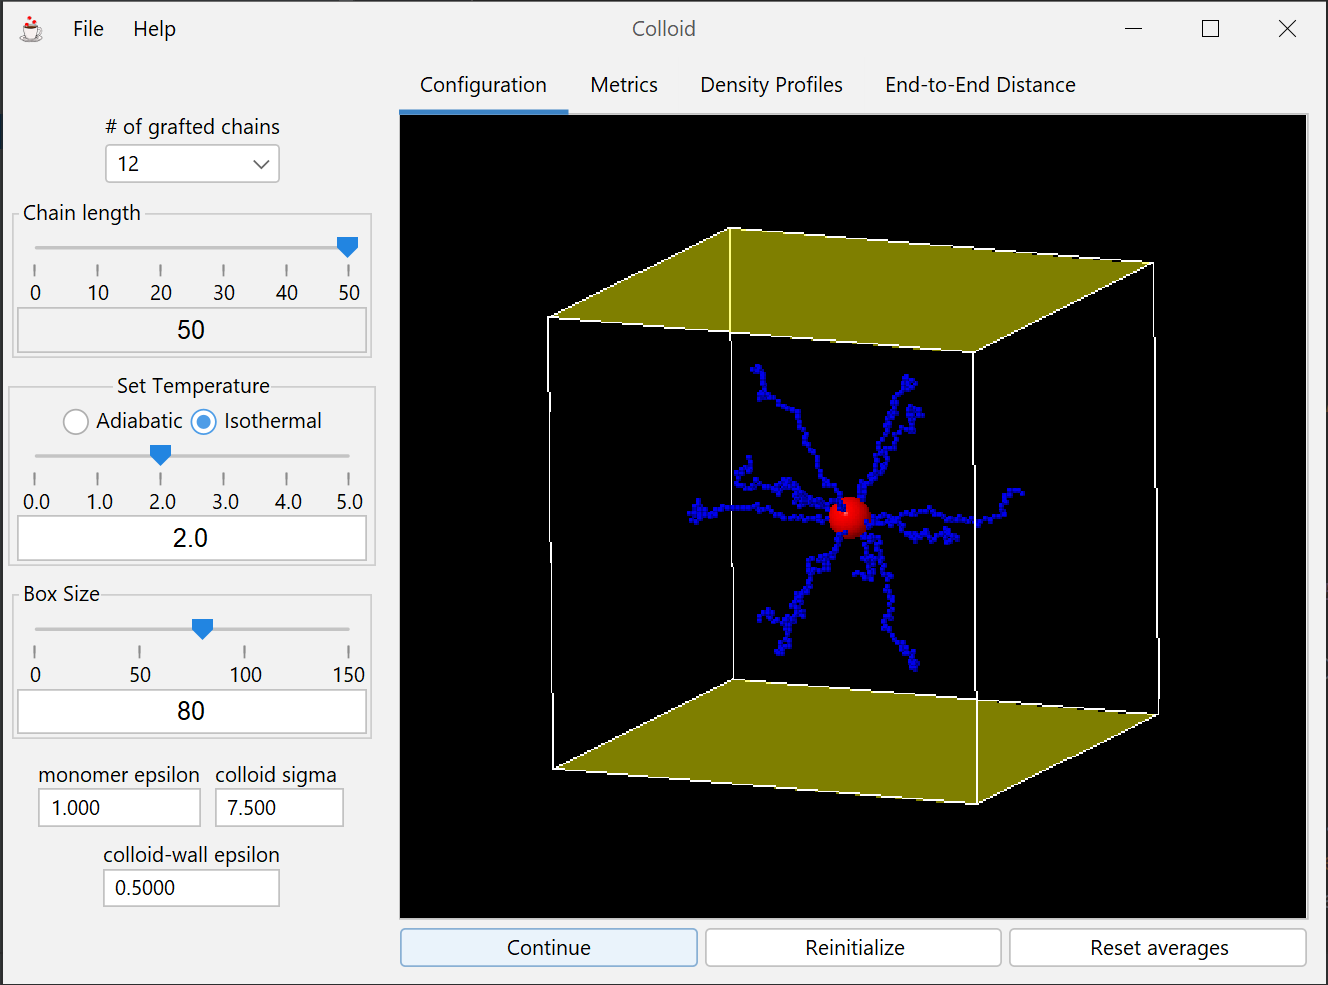 File Help Colloid
Configuration Metrics Density Profiles End-to-End Distance
# of grafted chains
12
Chain length
0 10 20 30 40 50
50
Set Temperature
Adiabatic Isothermal
0.0 1.0 2.0 3.0 4.0 5.0
2.0
Box Size
0 50 100 150
80
monomer epsilon colloid sigma
1.000 7.500
colloid-wall epsilon
0.5000
Continue Reinitialize Reset averages